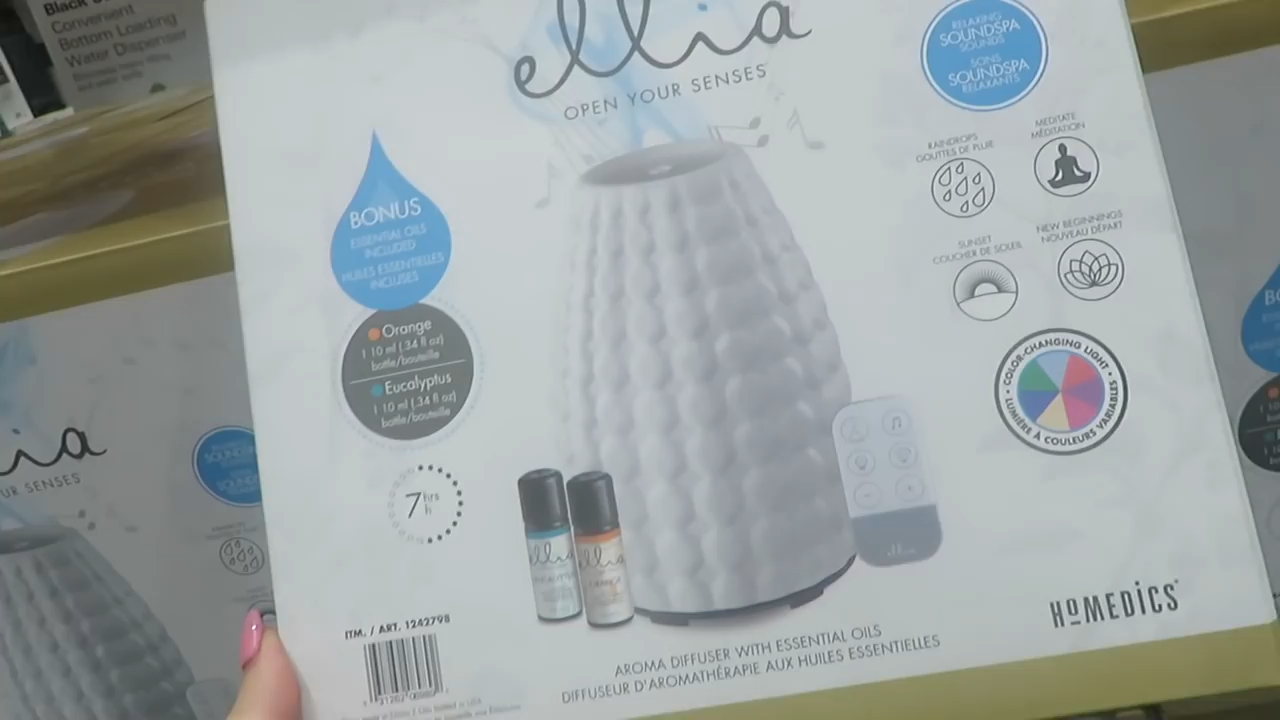 Convenient
Bottom Loading
Water Dispenser
ellia
OPEN YOUR SENSES
RELAXING
SOUNDSPA
SOUNDS
SONS
SOUNDSPA
RELAXANTS
RAINDROPS
GOUTTES DE PLUIE
MEDITATE
MÉDITATION
SUNSET
COUCHER DE SOLEIL
NEW BEGINNINGS
NOUVEAU DÉPART
COLOR-CHANGING LIGHT
LUMIÈRE À COULEURS VARIABLES
BONUS
ESSENTIAL OILS
INCLUDED
HUILES ESSENTIELLES
INCLUSES
Orange
1 10 ml (.34 fl oz)
bottle/bouteille
Eucalyptus
1 10 ml (.34 fl oz)
bottle/bouteille
7 hrs
h
ellia
ellia
ITM. / ART. 1242798
HoMEDiCS
AROMA DIFFUSER WITH ESSENTIAL OILS
DIFFUSEUR D'AROMATHÉRAPIE AUX HUILES ESSENTIELLES
UR SENSES